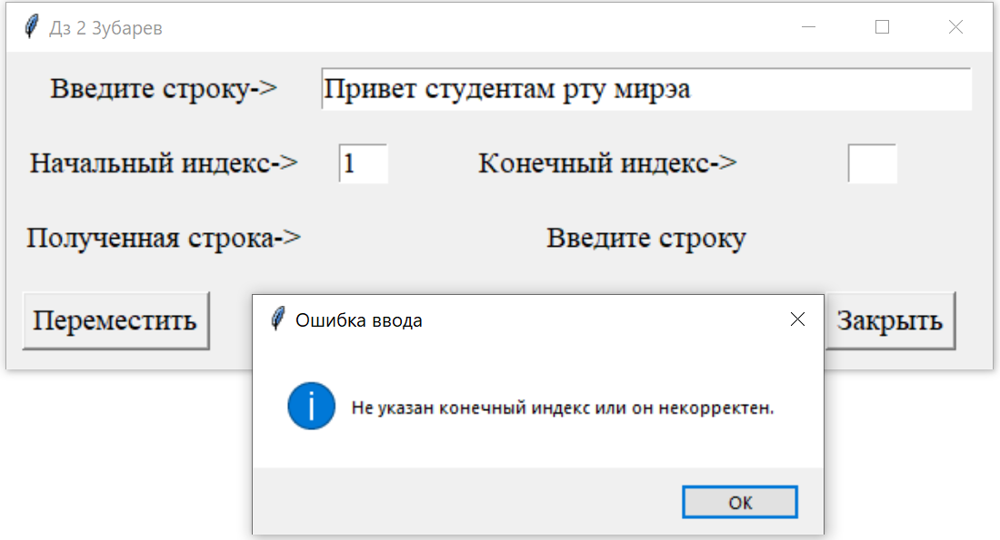 Дз 2 Зубарев
Введите строку-> Привет студентам рту мирэа
Начальный индекс-> 1 Конечный индекс->
Полученная строка-> Введите строку
Переместить Закрыть
Ошибка ввода
Не указан конечный индекс или он некорректен.
OK